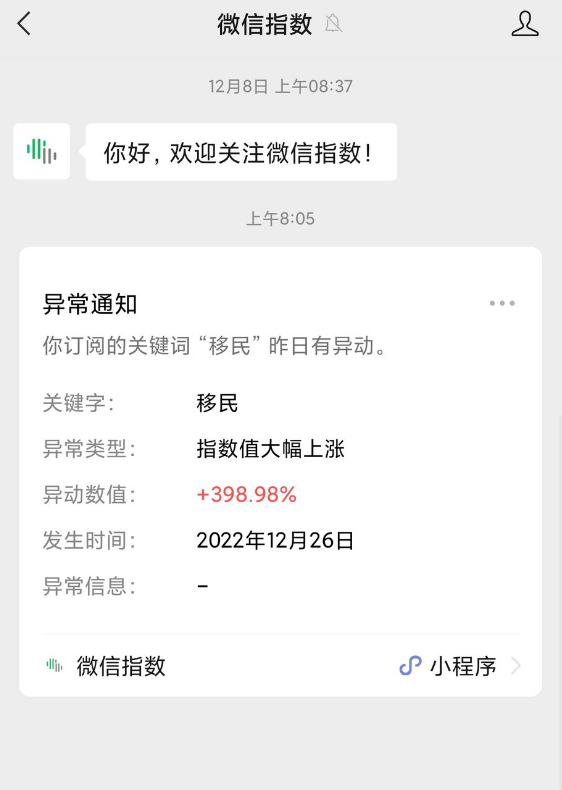 微信指数
12月8日 上午08:37
你好，欢迎关注微信指数！
上午8:05
异常通知
你订阅的关键词“移民”昨日有异动。
关键字： 移民
异常类型： 指数值大幅上涨
异动数值： +398.98%
发生时间： 2022年12月26日
异常信息： -
微信指数 小程序